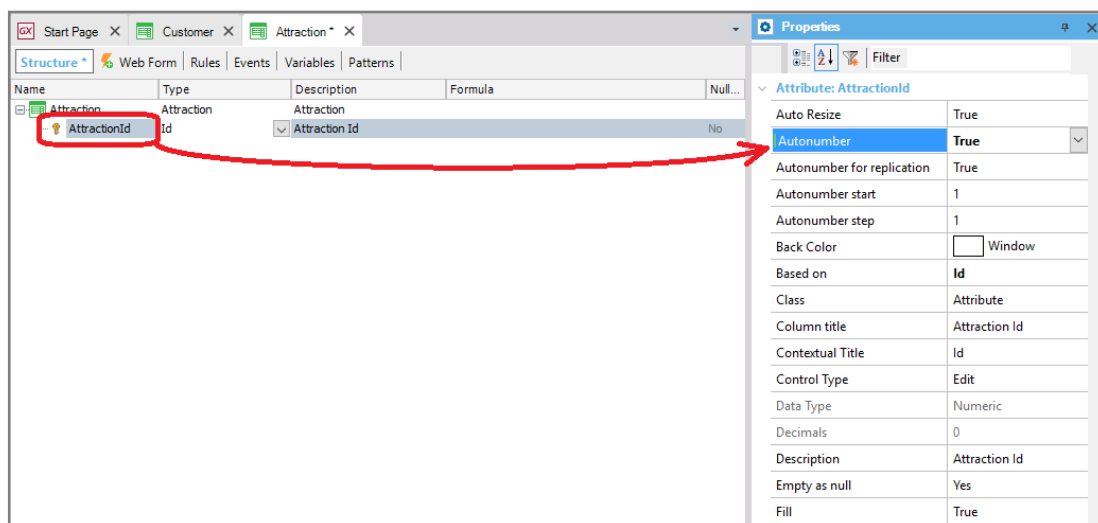 GX Start Page Customer Attraction *
Structure * Web Form Rules Events Variables Patterns
Name Type Description Formula Null...
Attraction Attraction Attraction
AttractionId Id Attraction Id No
Properties
Filter
Attribute: AttractionId
Auto Resize True
Autonumber True
Autonumber for replication True
Autonumber start 1
Autonumber step 1
Back Color Window
Based on Id
Class Attribute
Column title Attraction Id
Contextual Title Id
Control Type Edit
Data Type Numeric
Decimals 0
Description Attraction Id
Empty as null Yes
Fill True